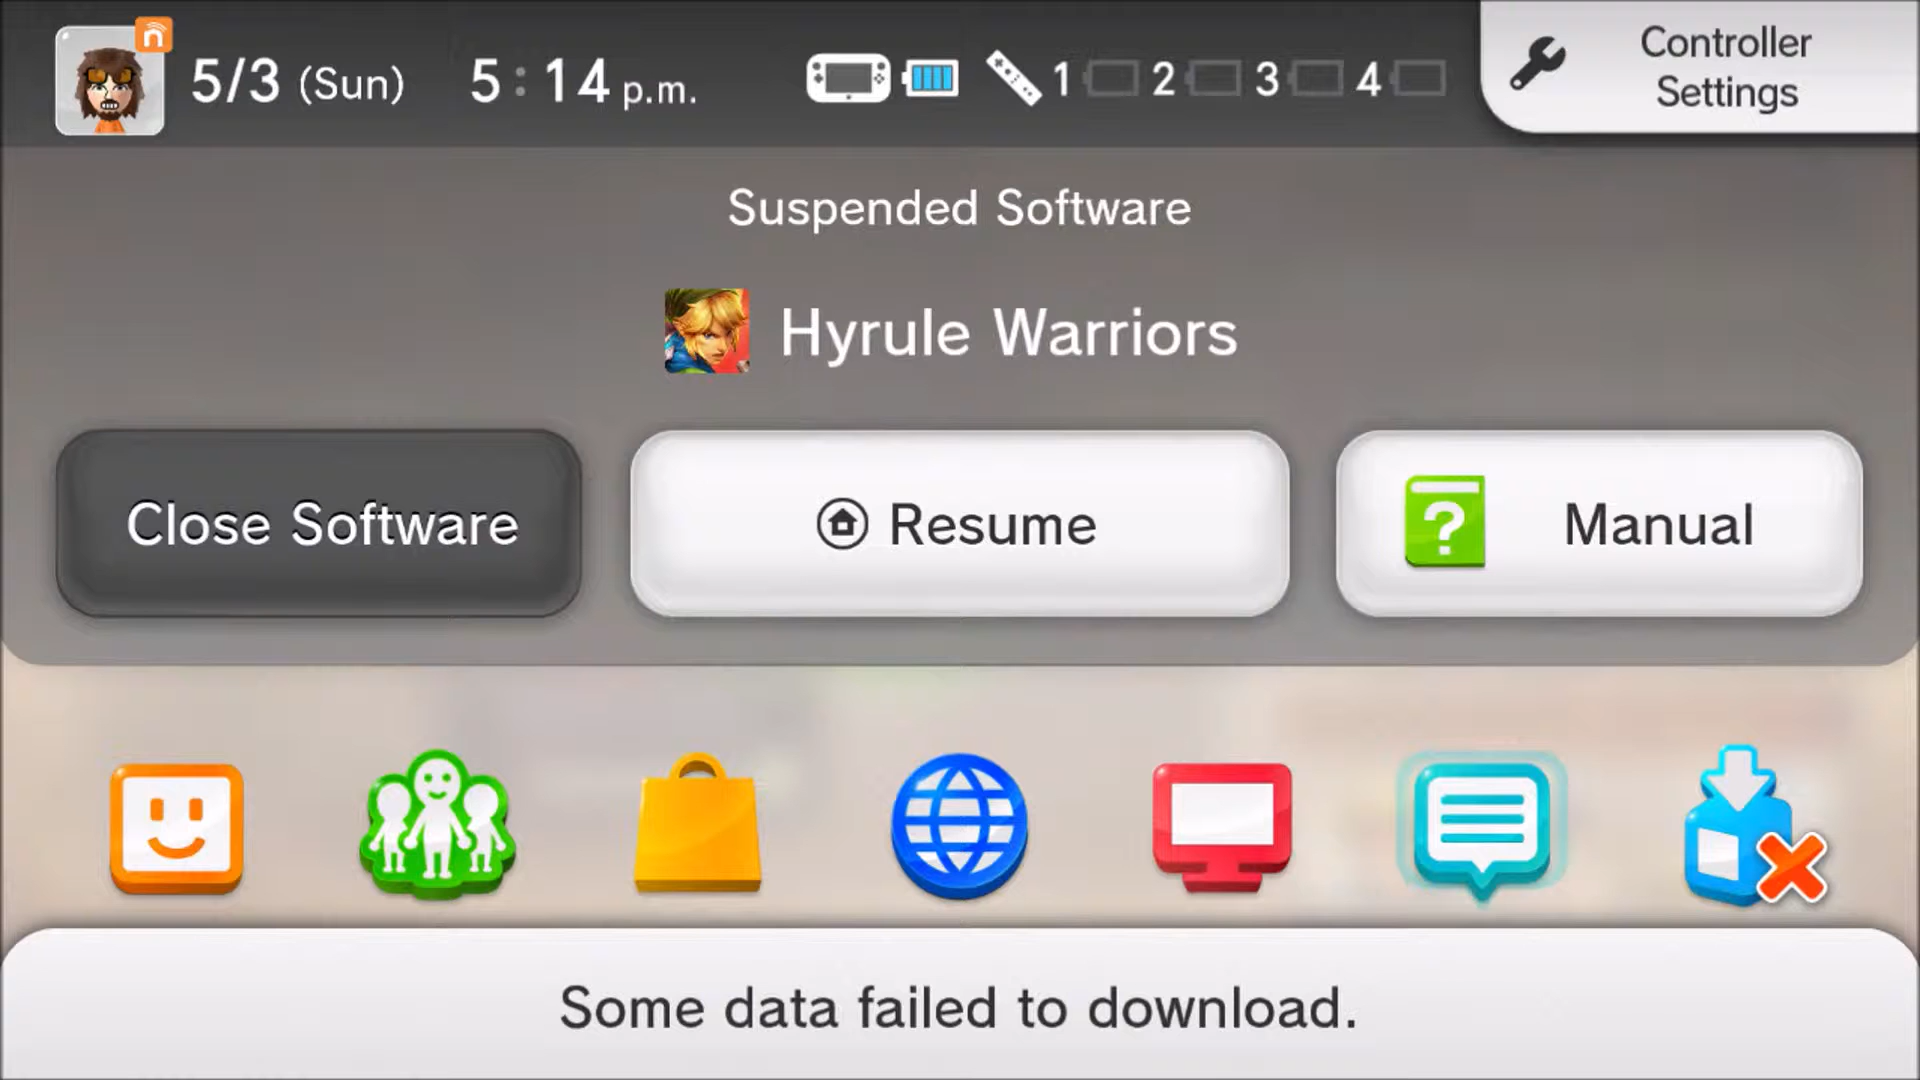 5/3 (Sun) 5:14 p.m. 1 2 3 4
Controller
Settings
Suspended Software
Hyrule Warriors
Close Software
Resume
? Manual
Some data failed to download.